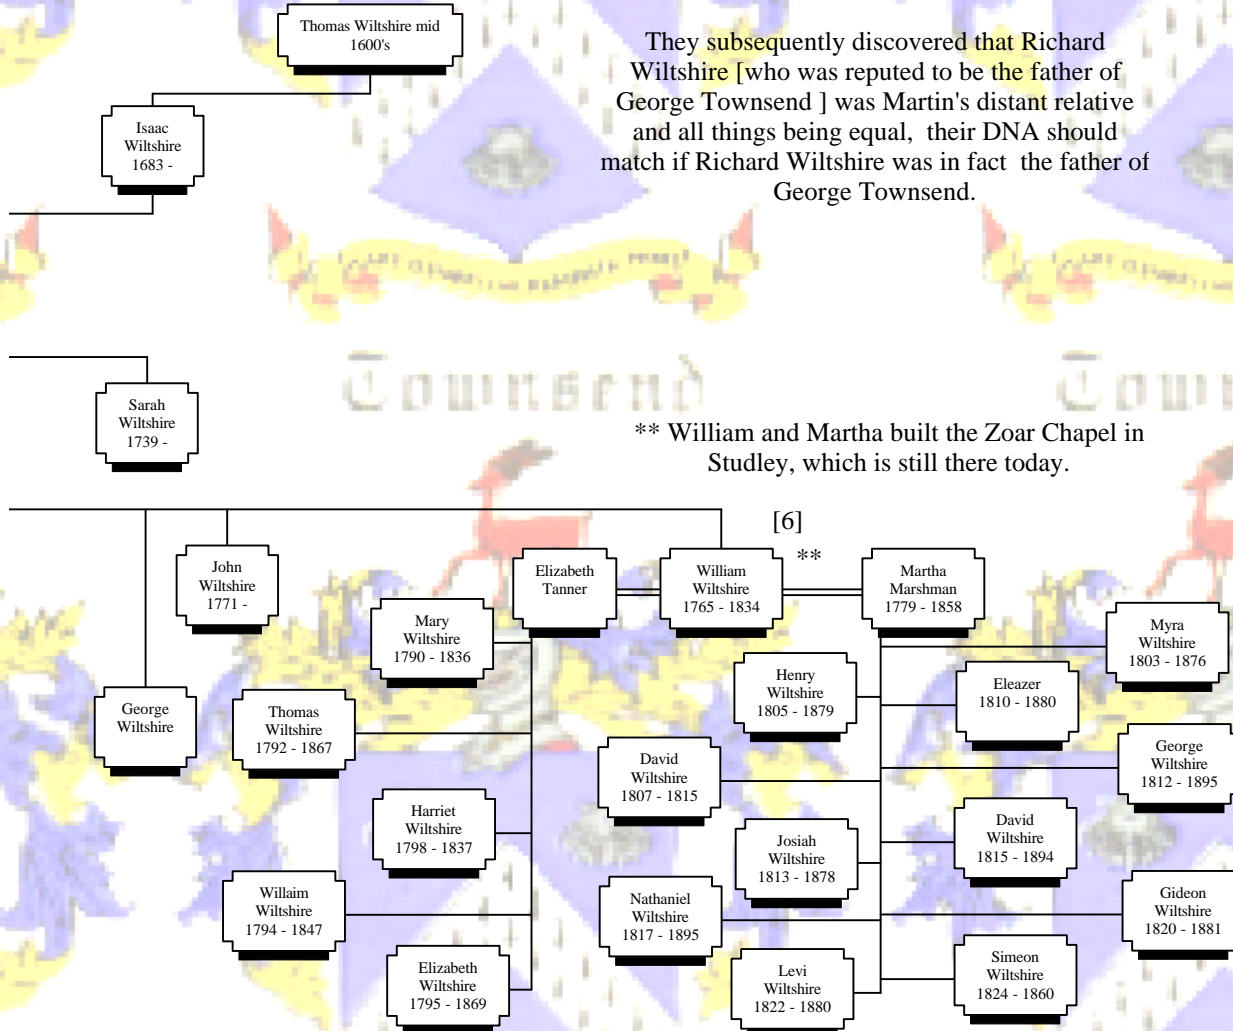 Thomas Wiltshire mid
1600's
They subsequently discovered that Richard
Wiltshire [who was reputed to be the father of
George Townsend ] was Martin's distant relative
and all things being equal, their DNA should
match if Richard Wiltshire was in fact the father of
George Townsend.
Isaac
Wiltshire
1683 -
Townsend
Town
Sarah
Wiltshire
1739 -
** William and Martha built the Zoar Chapel in
Studley, which is still there today.
[6]
**
John
Wiltshire
1771 -
Elizabeth
Tanner
William
Wiltshire
1765 - 1834
Martha
Marshman
1779 - 1858
Mary
Wiltshire
1790 - 1836
Myra
Wiltshire
1803 - 1876
Henry
Wiltshire
1805 - 1879
Eleazer
1810 - 1880
George
Wiltshire
Thomas
Wiltshire
1792 - 1867
David
Wiltshire
1807 - 1815
George
Wiltshire
1812 - 1895
Harriet
Wiltshire
1798 - 1837
Josiah
Wiltshire
1813 - 1878
David
Wiltshire
1815 - 1894
Willaim
Wiltshire
1794 - 1847
Nathaniel
Wiltshire
1817 - 1895
Gideon
Wiltshire
1820 - 1881
Elizabeth
Wiltshire
1795 - 1869
Levi
Wiltshire
1822 - 1880
Simeon
Wiltshire
1824 - 1860